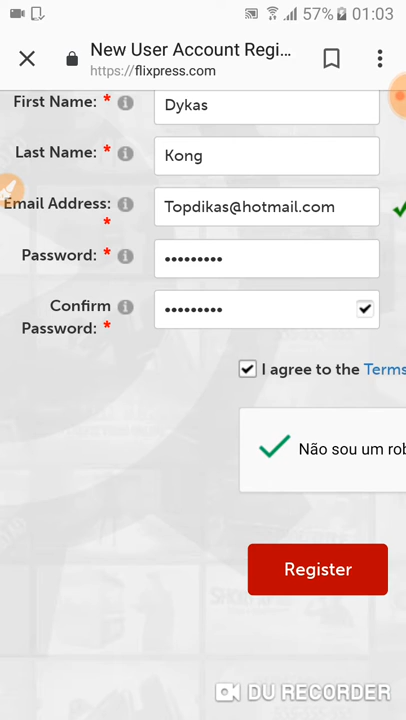 57% 01:03
New User Account Regi...
https://flixpress.com
First Name: *
Dykas
Last Name: *
Kong
Email Address: *
Topdikas@hotmail.com
Password: *
•••••••••
Confirm
Password: *
•••••••••
I agree to the Terms
Não sou um rob
Register
DU RECORDER